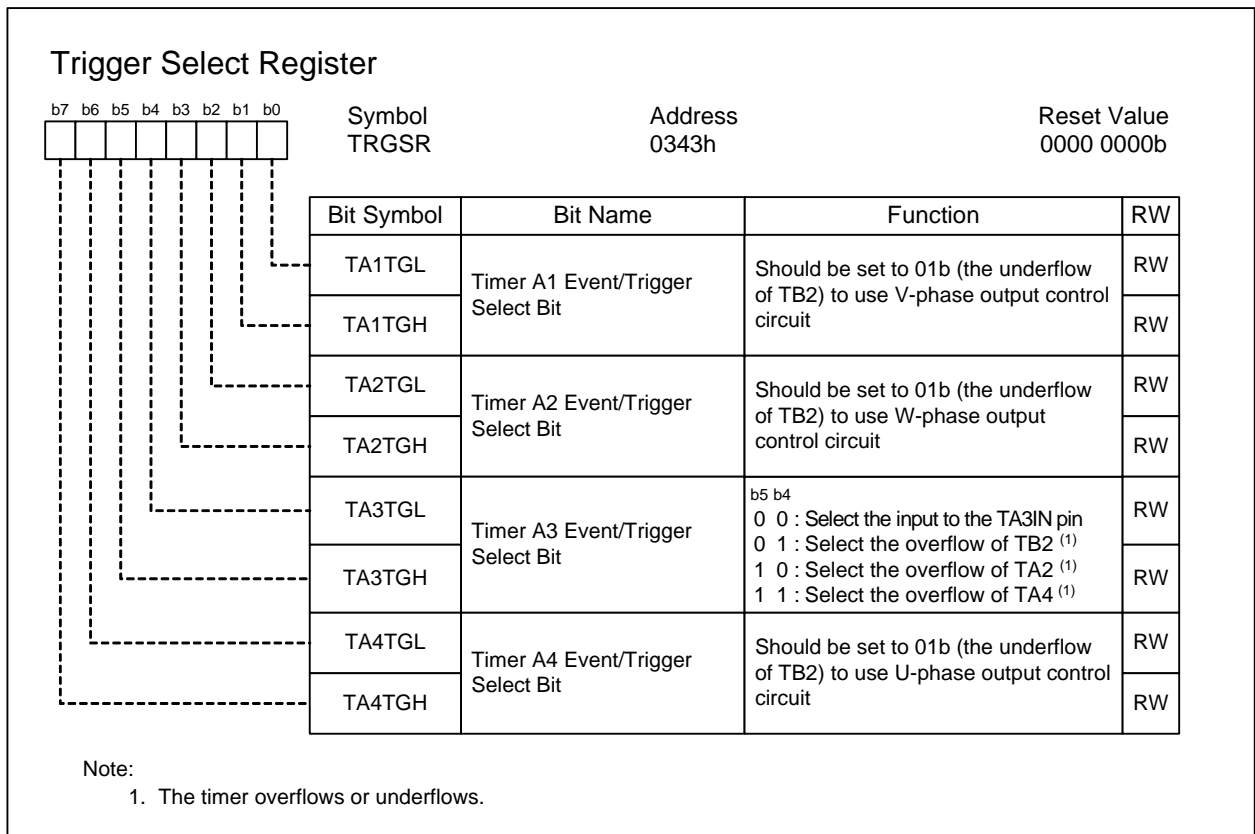 Trigger Select Register
b7 b6 b5 b4 b3 b2 b1 b0
Symbol Address Reset Value
TRGSR 0343h 0000 0000b
Bit Symbol Bit Name Function RW
TA1TGL RW
Timer A1 Event/Trigger
Select Bit
Should be set to 01b (the underflow
of TB2) to use V-phase output control
circuit
TA1TGH RW
TA2TGL RW
Timer A2 Event/Trigger
Select Bit
Should be set to 01b (the underflow
of TB2) to use W-phase output
control circuit
TA2TGH RW
TA3TGL RW
Timer A3 Event/Trigger
Select Bit
b5 b4
0 0 : Select the input to the TA3IN pin
0 1 : Select the overflow of TB2 (1)
1 0 : Select the overflow of TA2 (1)
1 1 : Select the overflow of TA4 (1)
TA3TGH RW
TA4TGL RW
Timer A4 Event/Trigger
Select Bit
Should be set to 01b (the underflow
of TB2) to use U-phase output control
circuit
TA4TGH RW
Note:
1. The timer overflows or underflows.